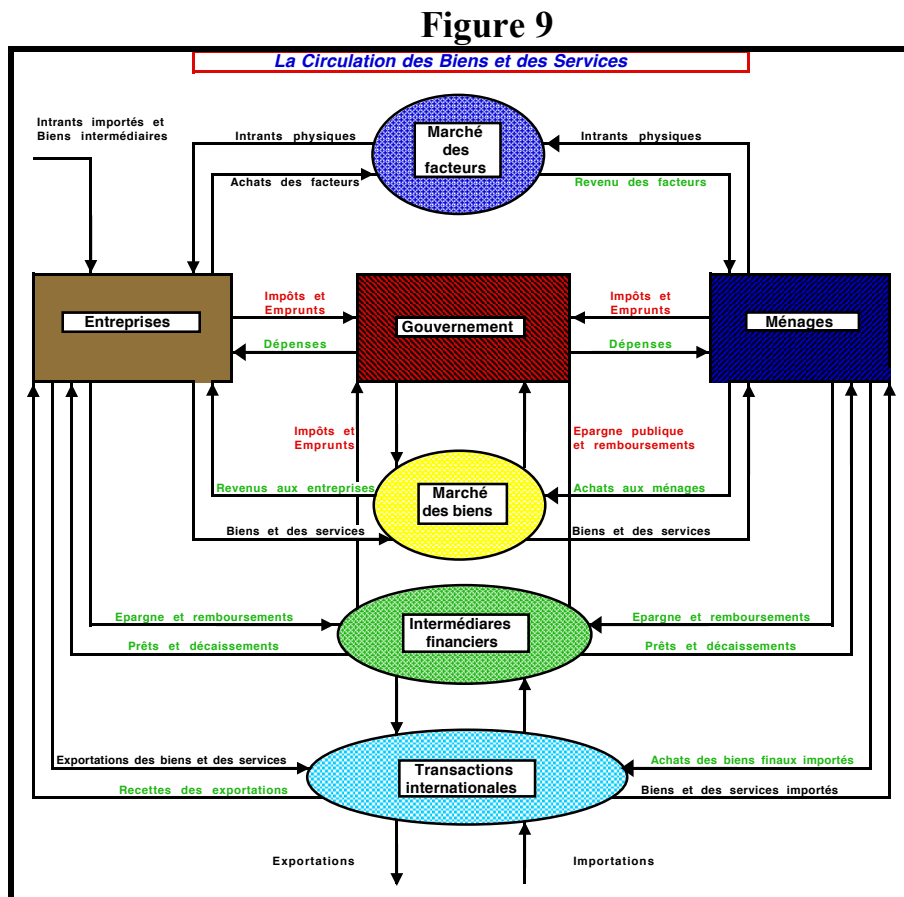 Figure 9
La Circulation des Biens et des Services
Intrants importés et
Biens intermédiaires
Intrants physiques
Marché
des
facteurs
Intrants physiques
Achats des facteurs
Revenu des facteurs
Entreprises
Impôts et
Emprunts
Gouvernement
Impôts et
Emprunts
Ménages
Dépenses
Dépenses
Impôts et
Emprunts
Epargne publique
et remboursements
Revenus aux entreprises
Marché
des biens
Achats aux ménages
Biens et des services
Biens et des services
Epargne et remboursements
Intermédiares
financiers
Epargne et remboursements
Prêts et décaissements
Prêts et décaissements
Exportations des biens et des services
Transactions
internationales
Achats des biens finaux importés
Recettes des exportations
Biens et des services importés
Exportations
Importations